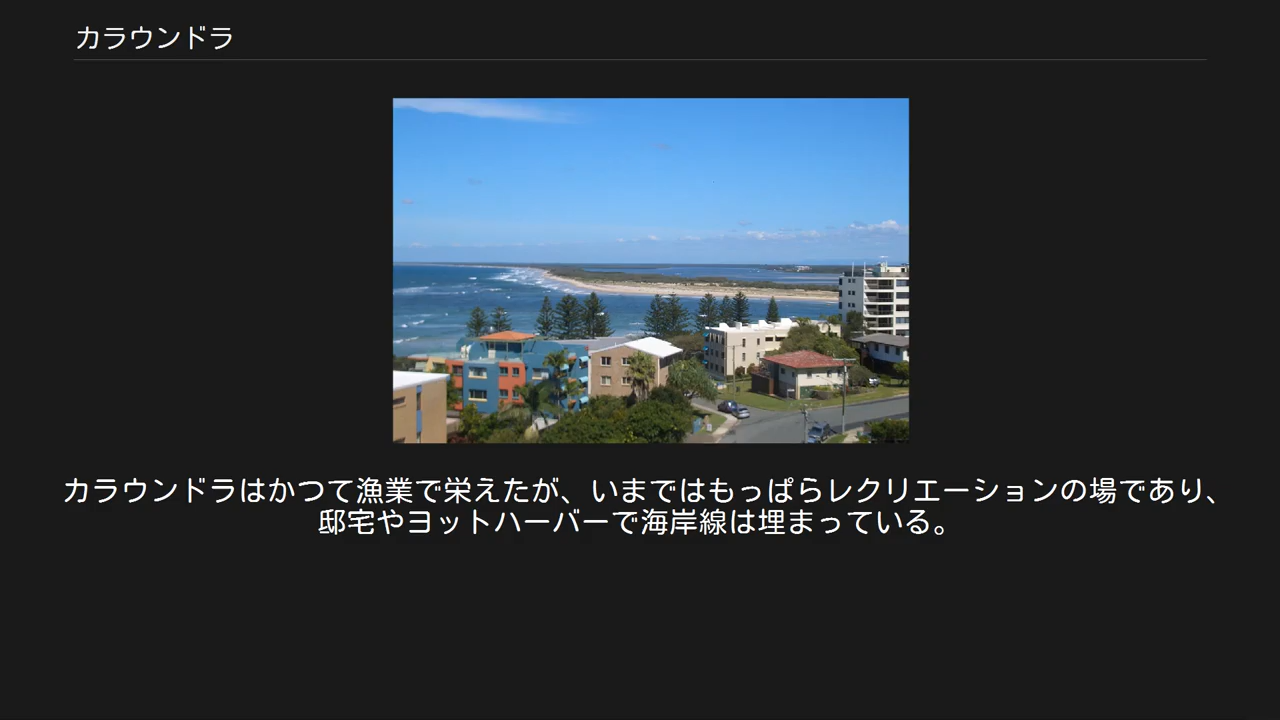 カラウンドラ
カラウンドラはかつて漁業で栄えたが、いまではもっぱらレクリエーションの場であり、
邸宅やヨットハーバーで海岸線は埋まっている。